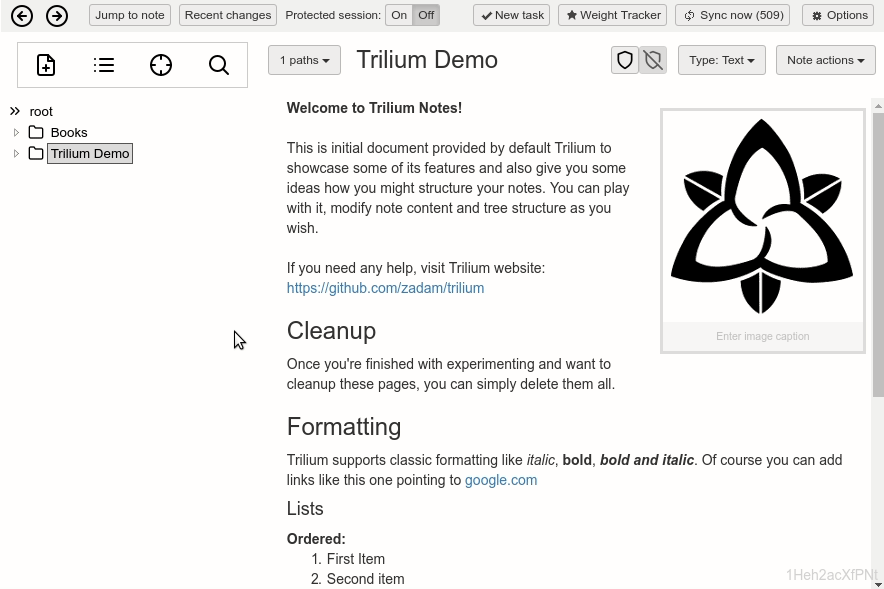 Jump to note Recent changes Protected session: On Off New task Weight Tracker Sync now (509) Options
1 paths Trilium Demo Type: Text Note actions
root
Books
Trilium Demo
Welcome to Trilium Notes!
This is initial document provided by default Trilium to
showcase some of its features and also give you some
ideas how you might structure your notes. You can play
with it, modify note content and tree structure as you
wish.
If you need any help, visit Trilium website:
https://github.com/zadam/trilium
Enter image caption
Cleanup
Once you're finished with experimenting and want to
cleanup these pages, you can simply delete them all.
Formatting
Trilium supports classic formatting like italic, bold, bold and italic. Of course you can add
links like this one pointing to google.com
Lists
Ordered:
1. First Item
2. Second item
1Heh2acXfPNt